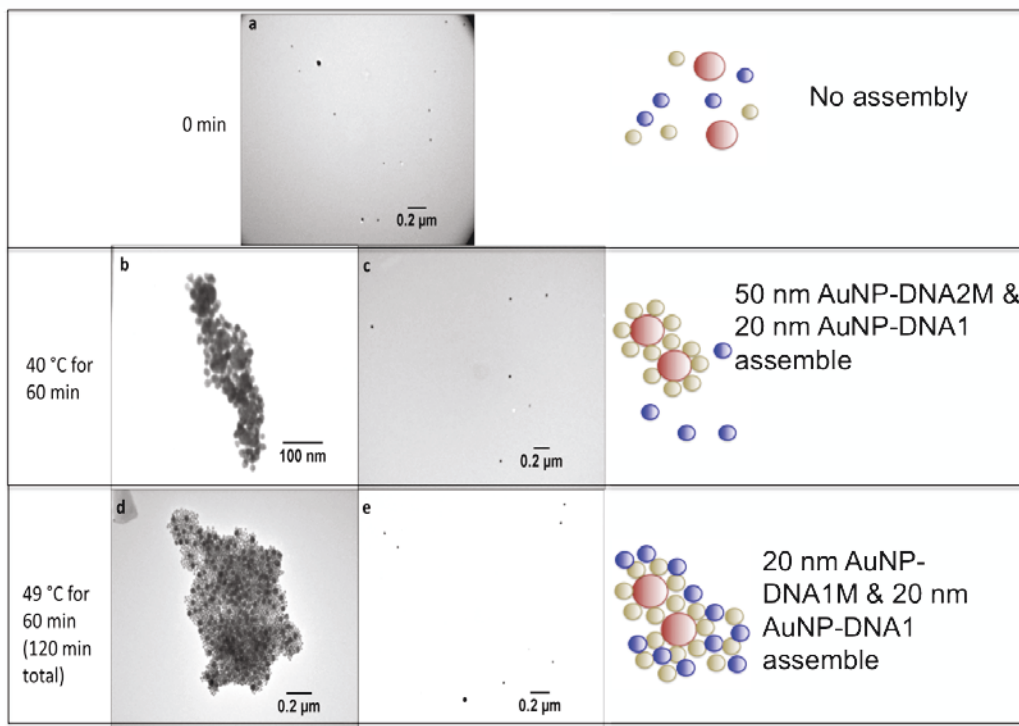 a
0 min
0.2 µm
No assembly
b
c
40 °C for
60 min
100 nm
0.2 µm
50 nm AuNP-DNA2M &
20 nm AuNP-DNA1
assemble
d
e
49 °C for
60 min
(120 min
total)
0.2 µm
0.2 µm
20 nm AuNP-
DNA1M & 20 nm
AuNP-DNA1
assemble